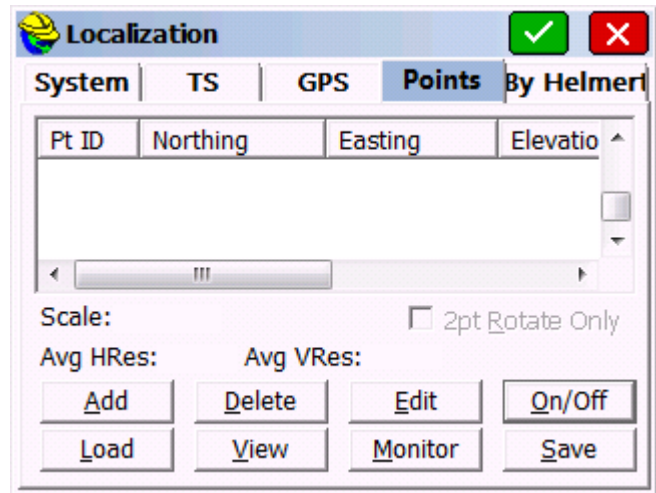 Localization
System TS GPS Points By Helmert
Pt ID Northing Easting Elevatio
Scale: 2pt Rotate Only
Avg HRes: Avg VRes:
Add Delete Edit On/Off
Load View Monitor Save